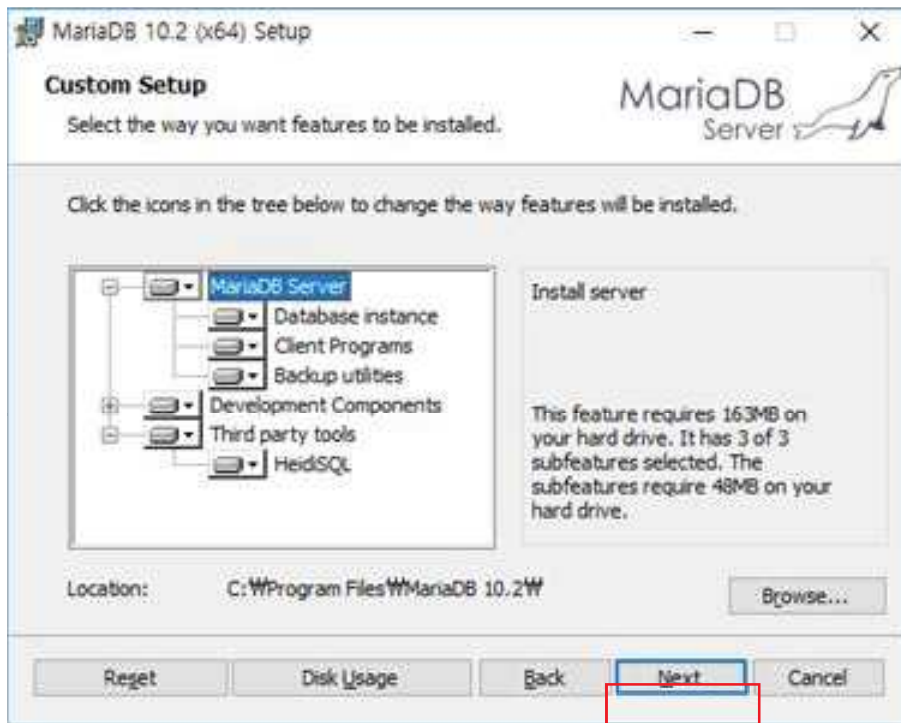 MariaDB 10.2 (x64) Setup
Custom Setup
Select the way you want features to be installed.
MariaDB
Server
Click the icons in the tree below to change the way features will be installed.
MariaDB Server
Database instance
Client Programs
Backup utilities
Development Components
Third party tools
HeidiSQL
Install server
This feature requires 163MB on
your hard drive. It has 3 of 3
subfeatures selected. The
subfeatures require 48MB on your
hard drive.
Location: C:₩Program Files₩MariaDB 10.2₩
Browse...
Reset Disk Usage Back Next Cancel